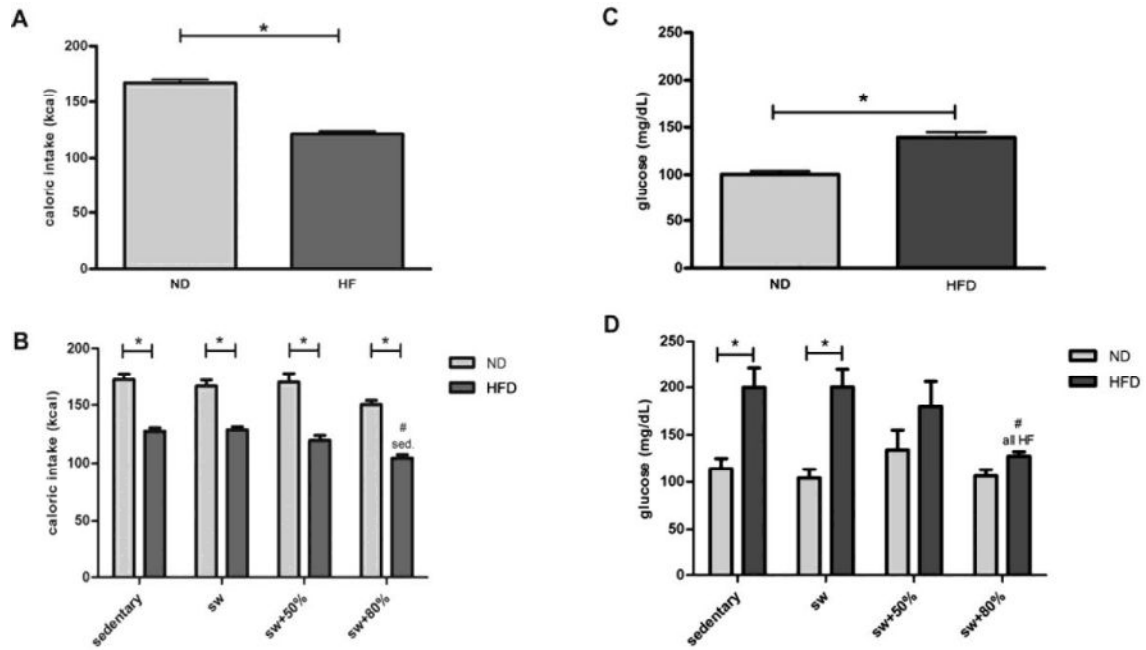 A
*
caloric intake (kcal)
200
150
100
50
0
ND
HF
C
*
glucose (mg/dL)
250
200
150
100
50
0
ND
HFD
B
* * * *
caloric intake (kcal)
200
150
100
50
0
#
sed.
sedentary
sw
sw+50%
sw+80%
ND
HFD
D
* *
glucose (mg/dL)
250
200
150
100
50
0
#
all HF
sedentary
sw
sw+50%
sw+80%
ND
HFD